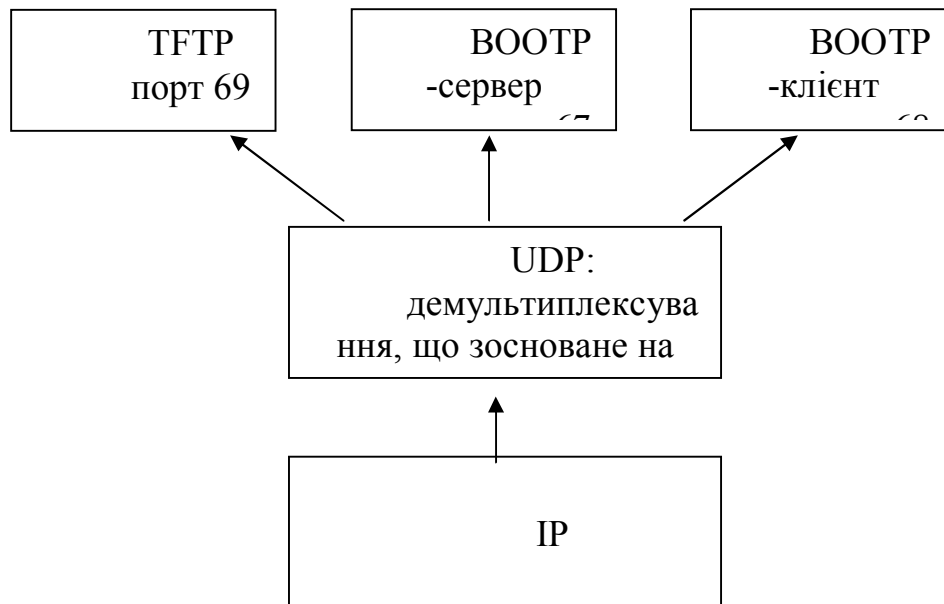 TFTP
порт 69
BOOTP
-сервер
BOOTP
-клієнт
UDP:
демультиплексува
ння, що зосноване на
IP